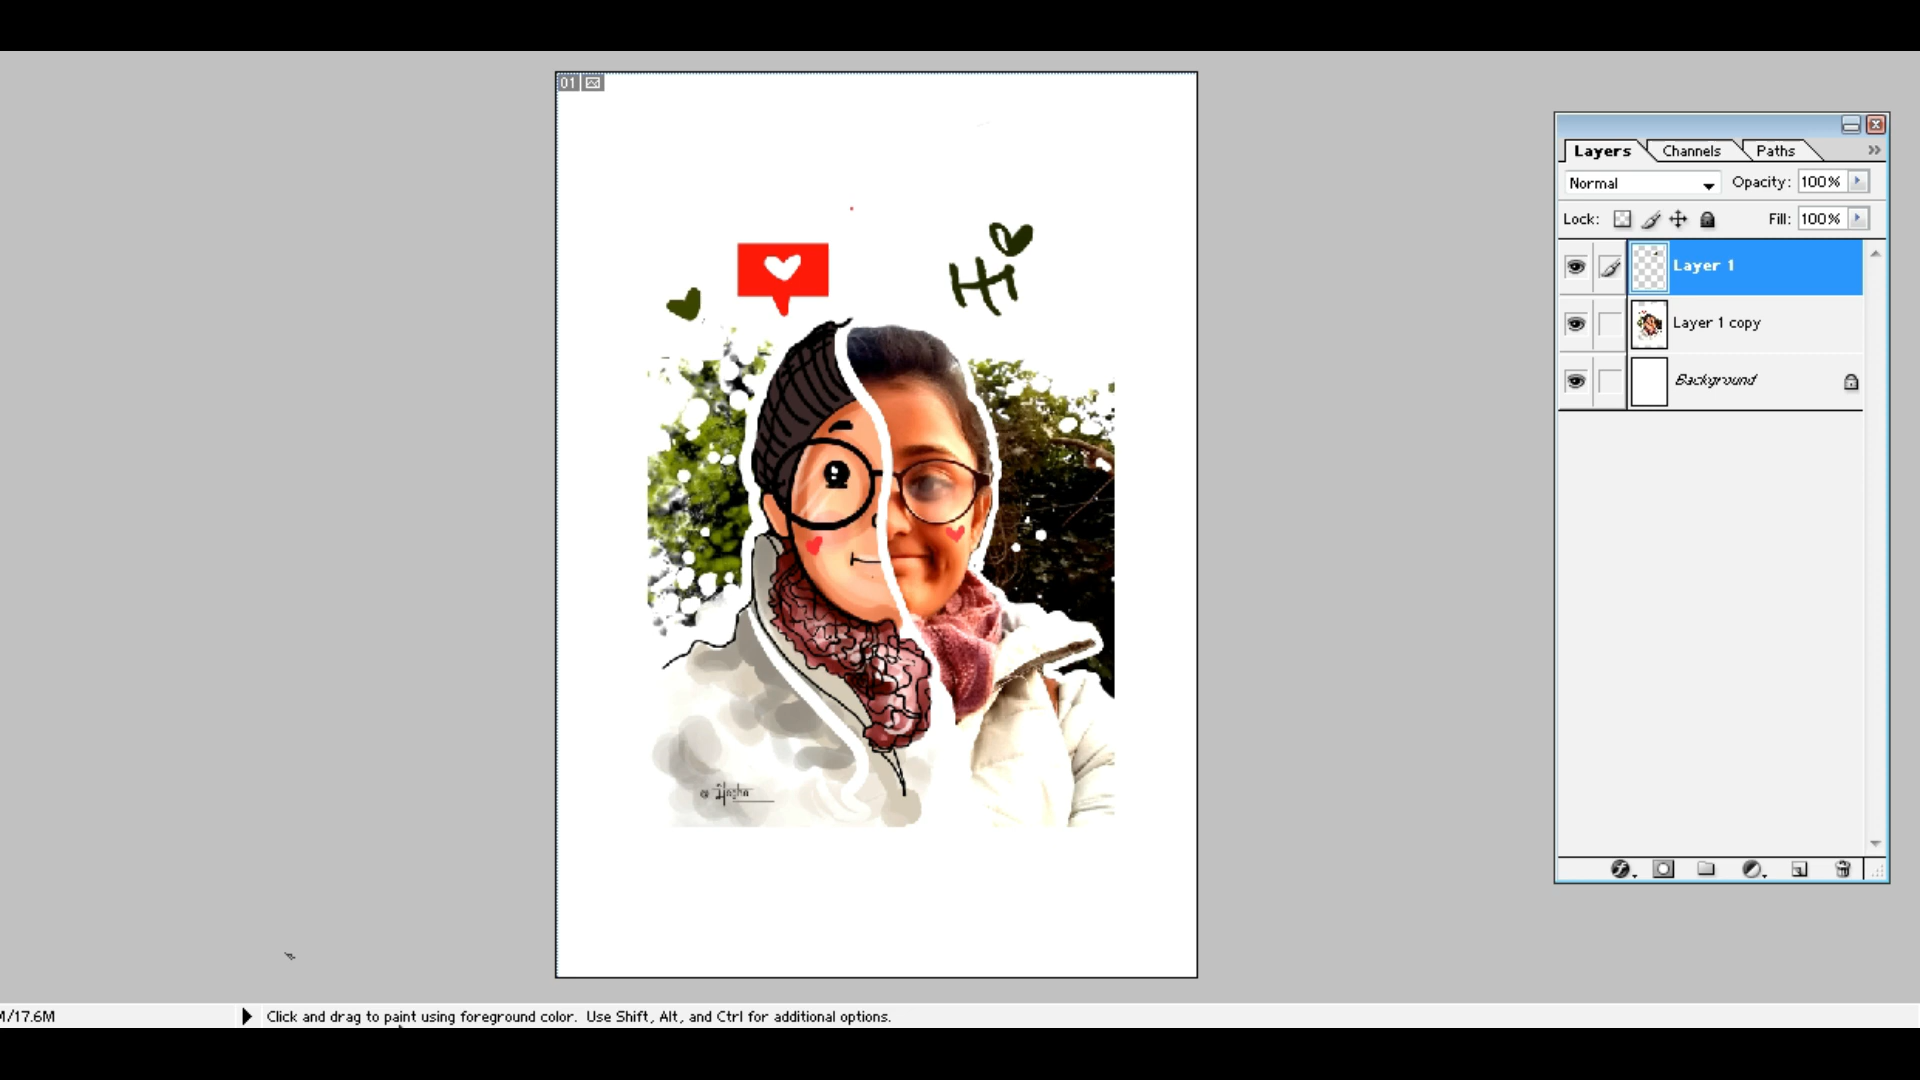 01
Hi
Layers Channels Paths
Normal Opacity: 100%
Lock: Fill: 100%
Layer 1
Layer 1 copy
Background
M/17.6M Click and drag to paint using foreground color. Use Shift, Alt, and Ctrl for additional options.